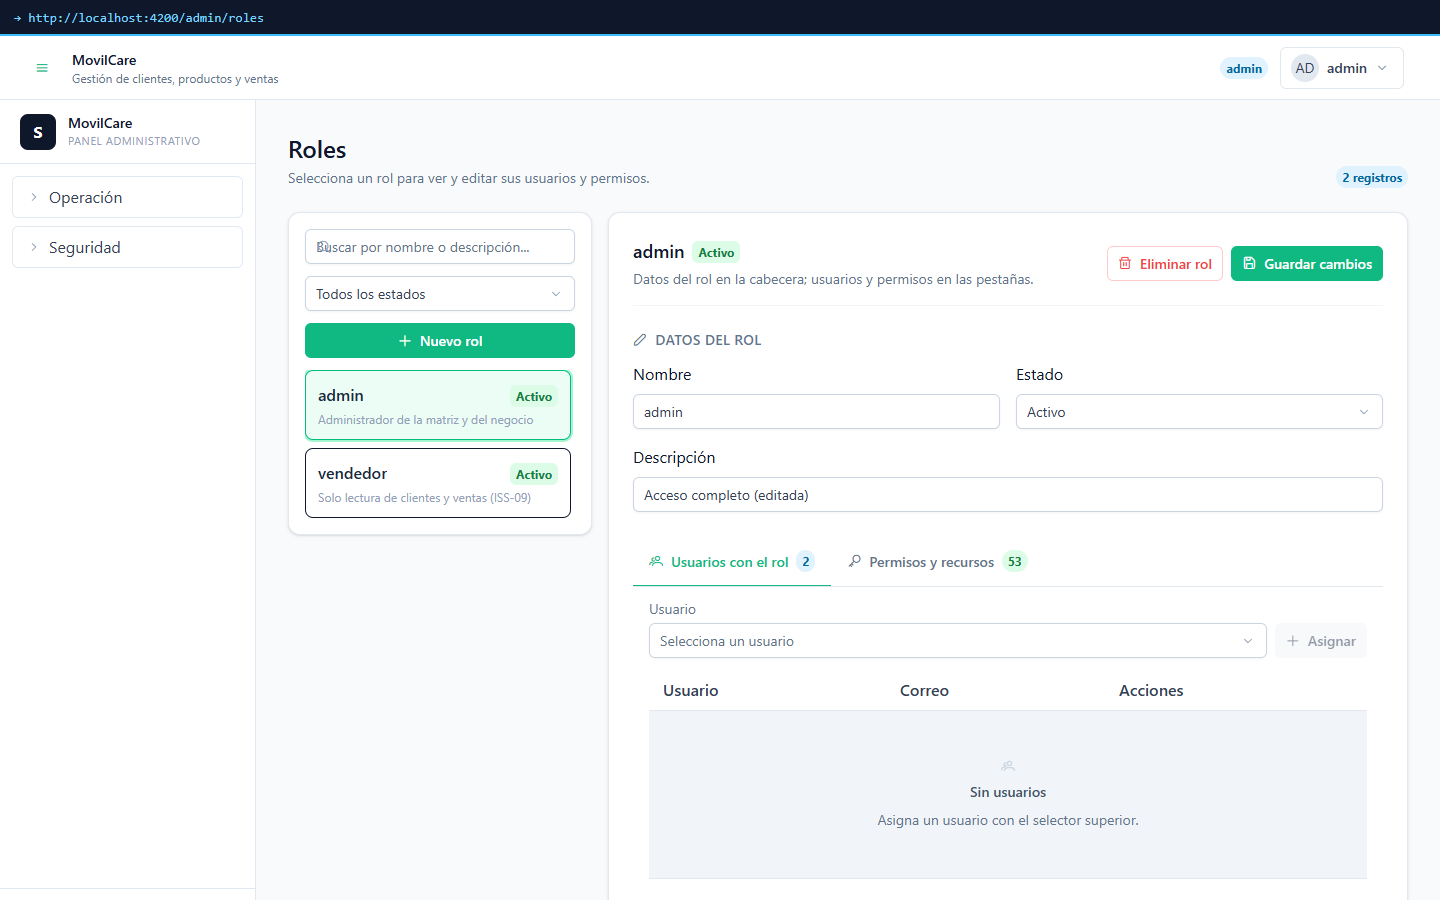 → http://localhost:4200/admin/roles
MovilCare
Gestión de clientes, productos y ventas
admin
AD admin
S
MovilCare
PANEL ADMINISTRATIVO
Operación
Seguridad
Roles
Selecciona un rol para ver y editar sus usuarios y permisos.
2 registros
Buscar por nombre o descripción...
Todos los estados
Nuevo rol
admin Activo
Administrador de la matriz y del negocio
vendedor Activo
Solo lectura de clientes y ventas (ISS-09)
admin Activo
Datos del rol en la cabecera; usuarios y permisos en las pestañas.
Eliminar rol
Guardar cambios
DATOS DEL ROL
Nombre
admin
Estado
Activo
Descripción
Acceso completo (editada)
Usuarios con el rol 2
Permisos y recursos 53
Usuario
Selecciona un usuario
Asignar
Usuario Correo Acciones
Sin usuarios
Asigna un usuario con el selector superior.